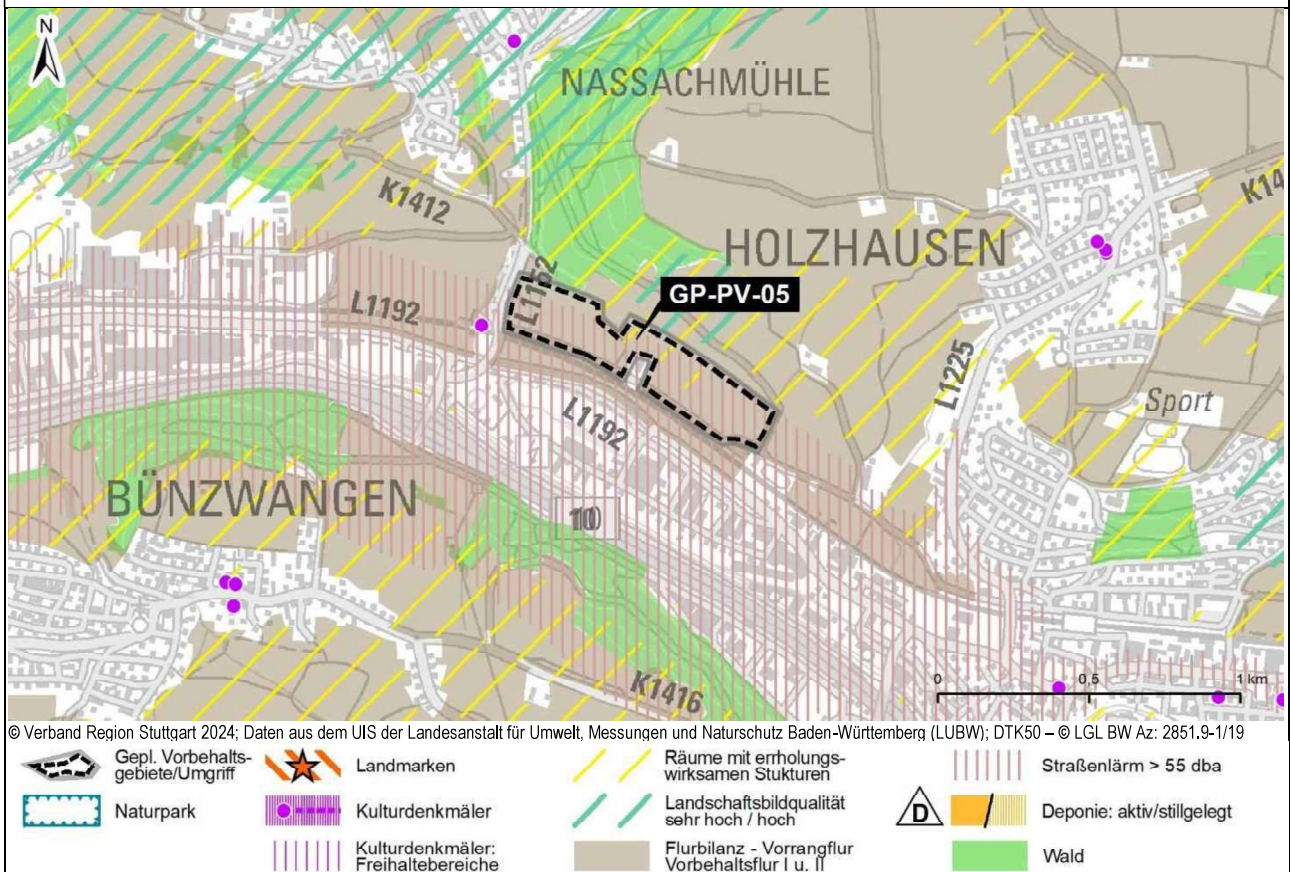 N
NASSACHMÜHLE
K1412
K14
HOLZHAUSEN
GP-PV-05
L1152
L1192
L1192
L1225
Sport
BÜNZWANGEN
10
K1416
0 0,5 1 km
© Verband Region Stuttgart 2024; Daten aus dem UIS der Landesanstalt für Umwelt, Messungen und Naturschutz Baden-Württemberg (LUBW); DTK50 – © LGL BW Az: 2851.9-1/19
Gepl. Vorbehalts-
gebiete/Umgriff
Naturpark
Landmarken
Kulturdenkmäler
Kulturdenkmäler:
Freihaltebereiche
Räume mit errholungs-
wirksamen Stukturen
Landschaftsbildqualität
sehr hoch / hoch
Flurbilanz - Vorrangflur
Vorbehaltsflur I u. II
Straßenlärm > 55 dba
D
Deponie: aktiv/stillgelegt
Wald